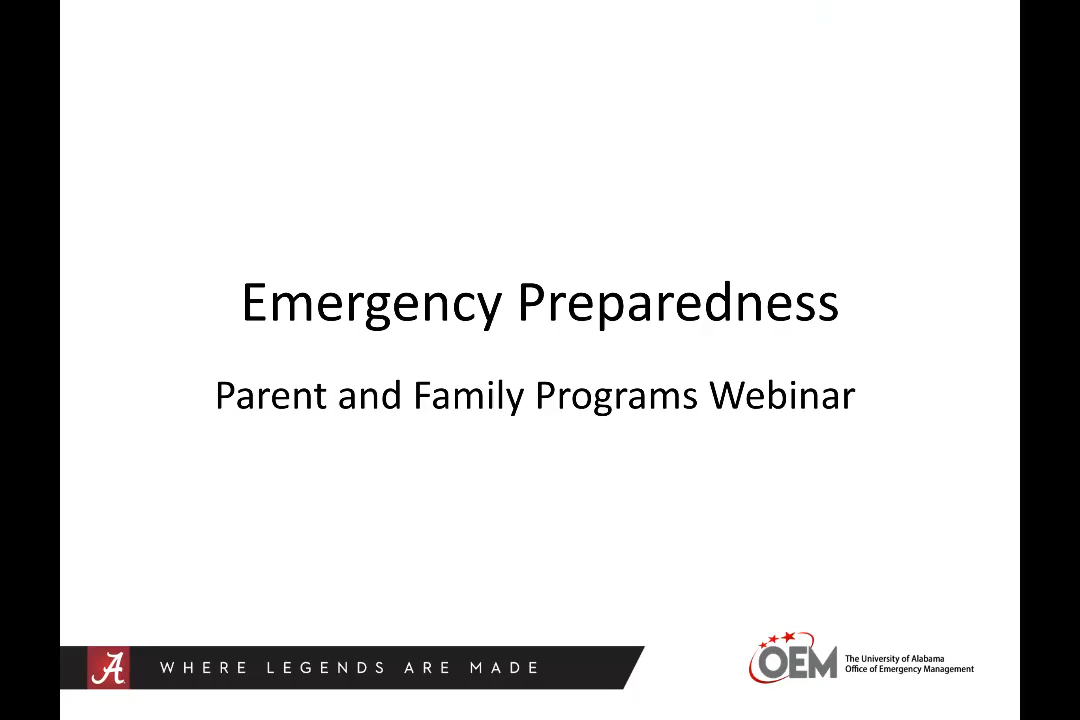 Emergency Preparedness
Parent and Family Programs Webinar
A WHERE LEGENDS ARE MADE
OEM
The University of Alabama
Office of Emergency Management